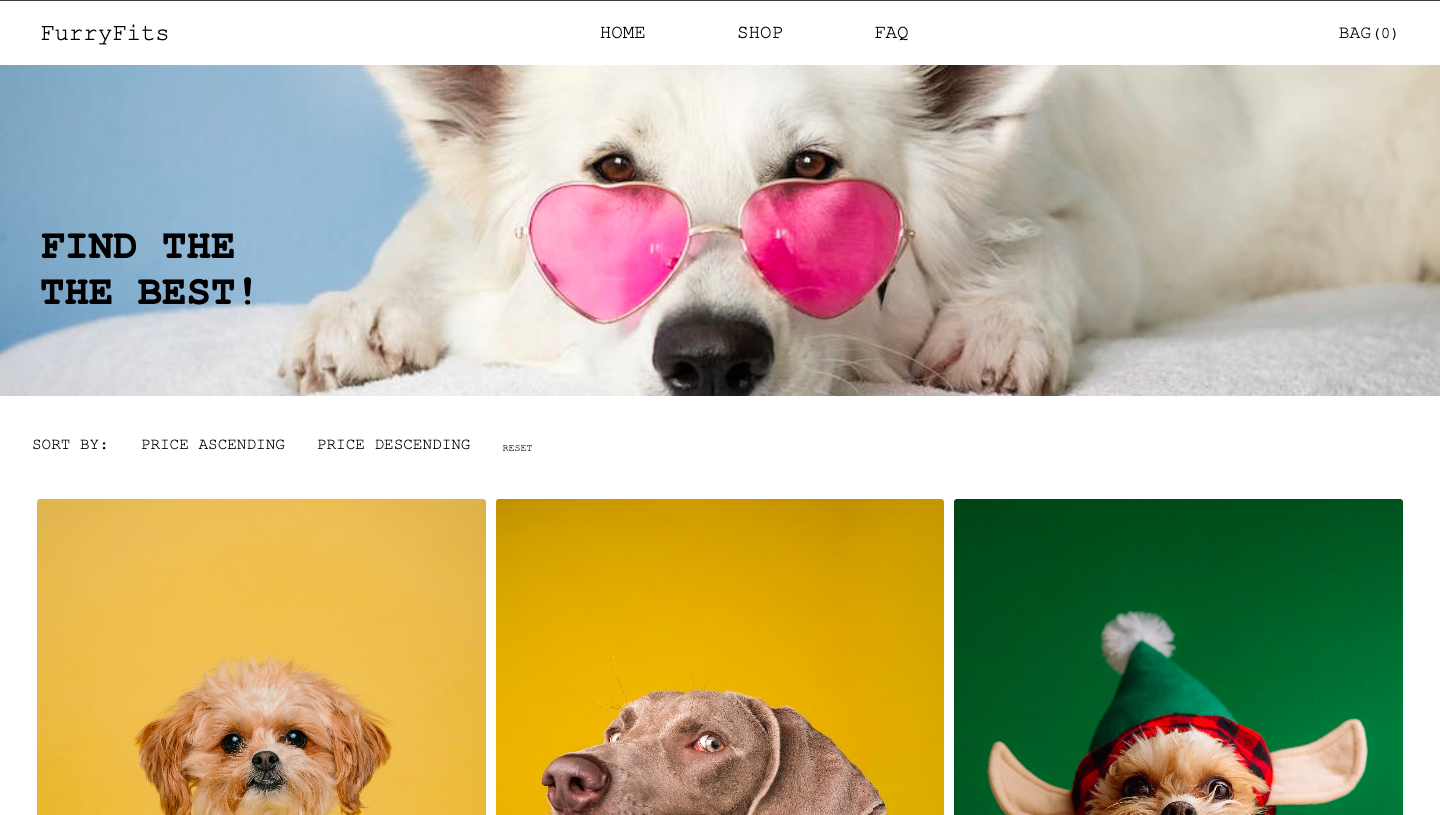 FurryFits HOME SHOP FAQ BAG(0)
FIND THE
THE BEST!
SORT BY: PRICE ASCENDING PRICE DESCENDING RESET